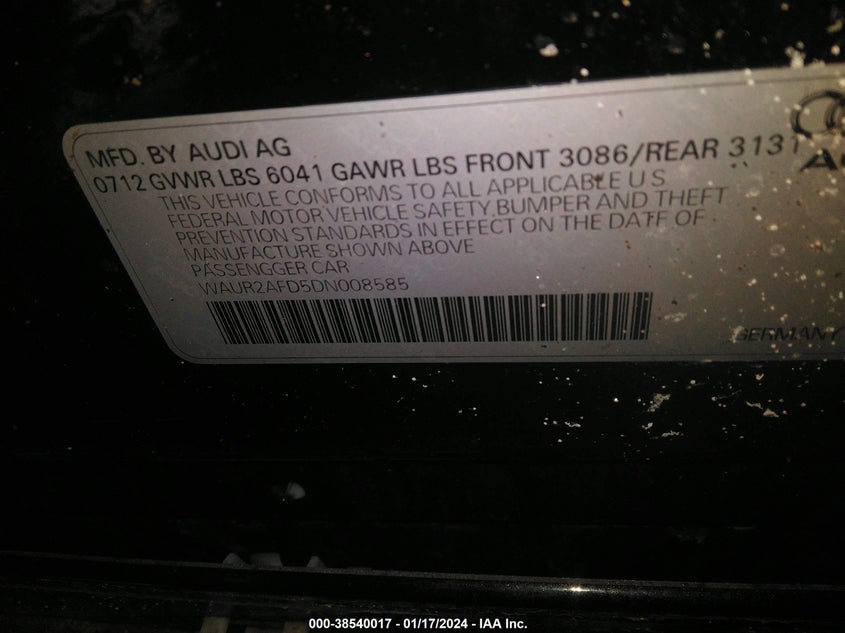 MFD. BY AUDI AG
0712 GVWR LBS 6041 GAWR LBS FRONT 3086/REAR 3131
THIS VEHICLE CONFORMS TO ALL APPLICABLE U S
FEDERAL MOTOR VEHICLE SAFETY.BUMPER AND THEFT
PREVENTION STANDARDS IN EFFECT ON THE DATE OF
MANUFACTURE SHOWN ABOVE
PASSENGGER CAR
WAUR2AFD5DN008585
GERMANY
000-38540017 - 01/17/2024 - IAA Inc.